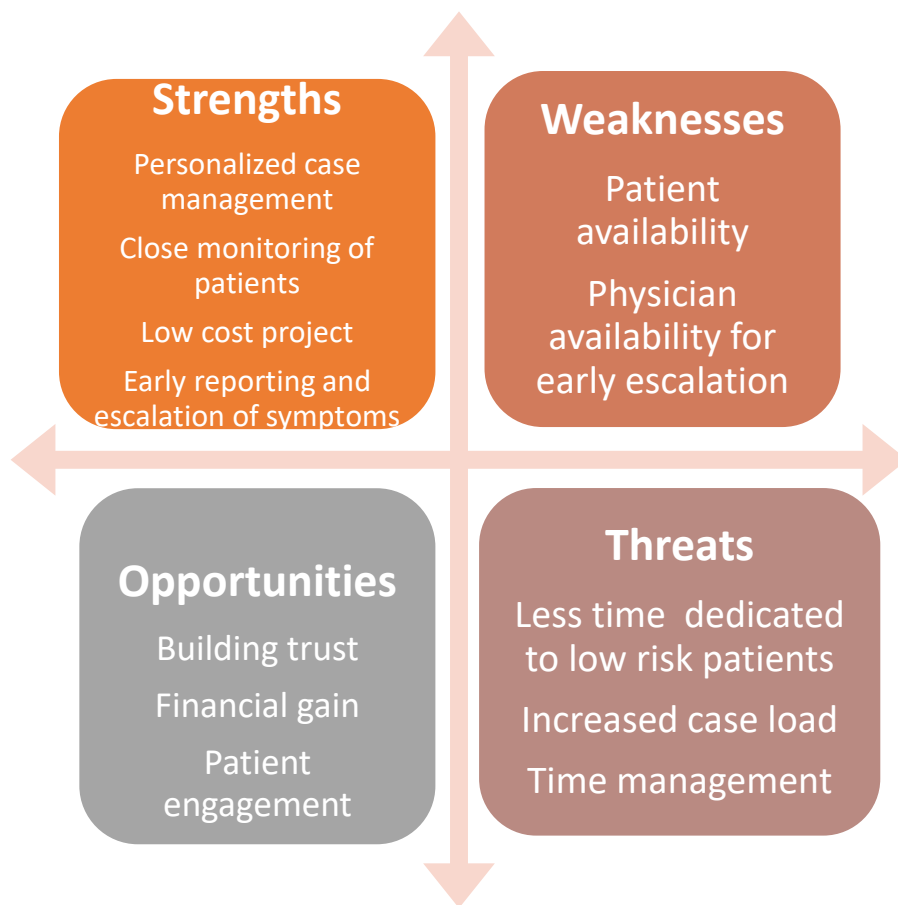 Strengths
Personalized case
management
Close monitoring of
patients
Low cost project
Early reporting and
escalation of symptoms
Weaknesses
Patient
availability
Physician
availability for
early escalation
Opportunities
Building trust
Financial gain
Patient
engagement
Threats
Less time  dedicated
to low risk patients
Increased case load
Time management